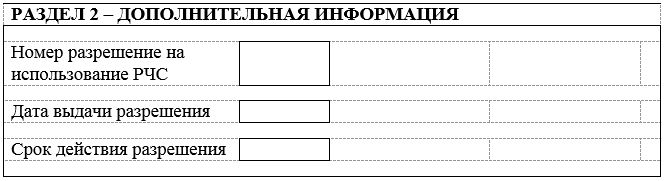 РАЗДЕЛ 2 – ДОПОЛНИТЕЛЬНАЯ ИНФОРМАЦИЯ
Номер разрешение на
использование РЧС
Дата выдачи разрешения
Срок действия разрешения